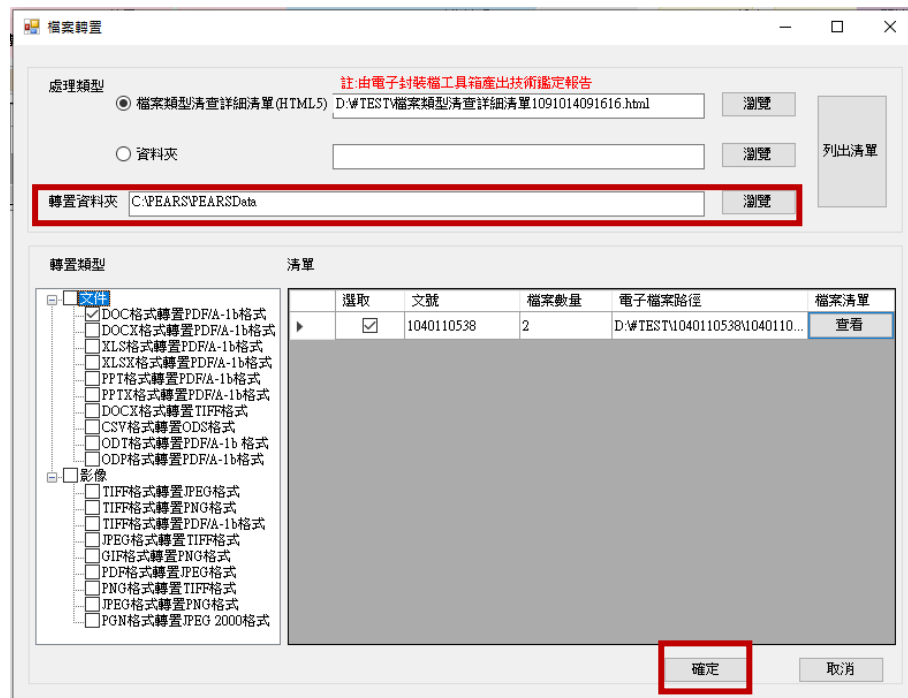 檔案轉置
處理類型
註:由電子封裝檔工具箱產出技術鑑定報告
檔案類型清查詳細清單(HTML5) D:\#TEST\檔案類型清查詳細清單1091014091616.html 瀏覽
資料夾 瀏覽
列出清單
轉置資料夾 C:\PEARS\PEARSData 瀏覽
轉置類型
文件
DOC格式轉置PDF/A-1b格式
DOCX格式轉置PDF/A-1b格式
XLS格式轉置PDF/A-1b格式
XLSX格式轉置PDF/A-1b格式
PPT格式轉置PDF/A-1b格式
PPTX格式轉置PDF/A-1b格式
DOCX格式轉置TIFF格式
CSV格式轉置ODS格式
ODT格式轉置PDF/A-1b 格式
ODP格式轉置PDF/A-1b格式
影像
TIFF格式轉置JPEG格式
TIFF格式轉置PNG格式
TIFF格式轉置PDF/A-1b格式
JPEG格式轉置TIFF格式
GIF格式轉置PNG格式
PDF格式轉置JPEG格式
PNG格式轉置TIFF格式
JPEG格式轉置PNG格式
PGN格式轉置JPEG 2000格式
清單
選取 文號 檔案數量 電子檔案路徑 檔案清單
1040110538 2 D:\#TEST\1040110538\1040110... 查看
確定 取消